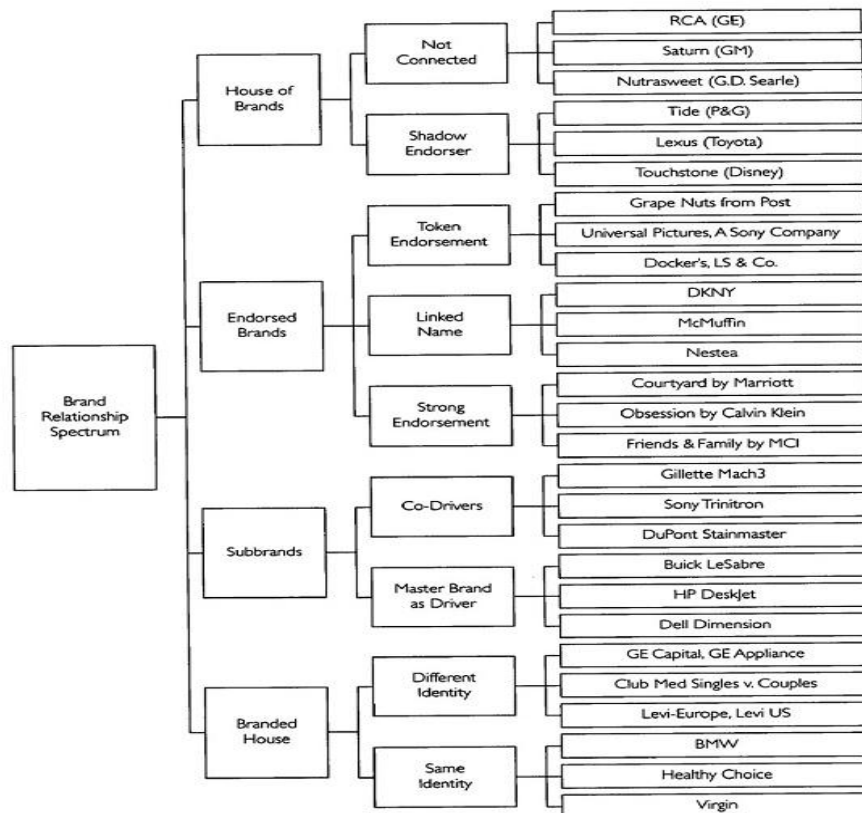 Brand
Relationship
Spectrum
House of
Brands
Not
Connected
RCA (GE)
Saturn (GM)
Nutrasweet (G.D. Searle)
Shadow
Endorser
Tide (P&G)
Lexus (Toyota)
Touchstone (Disney)
Endorsed
Brands
Token
Endorsement
Grape Nuts from Post
Universal Pictures, A Sony Company
Docker's, LS & Co.
Linked
Name
DKNY
McMuffin
Nestea
Strong
Endorsement
Courtyard by Marriott
Obsession by Calvin Klein
Friends & Family by MCI
Subbrands
Co-Drivers
Gillette Mach3
Sony Trinitron
DuPont Stainmaster
Master Brand
as Driver
Buick LeSabre
HP DeskJet
Dell Dimension
Branded
House
Different
Identity
GE Capital, GE Appliance
Club Med Singles v. Couples
Levi-Europe, Levi US
Same
Identity
BMW
Healthy Choice
Virgin